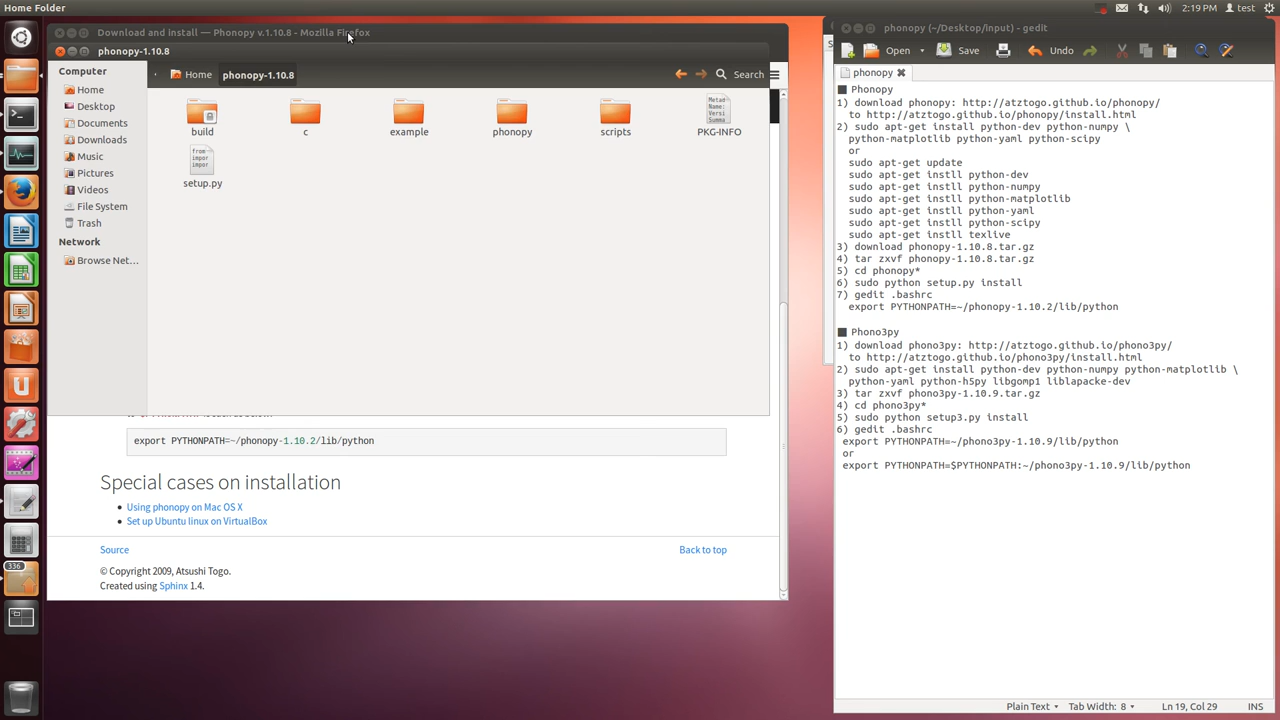 Home Folder
2:19 PM
test
Download and install — Phonopy v.1.10.8 - Mozilla Firefox
phonopy-1.10.8
Computer
Home
Desktop
Documents
Downloads
Music
Pictures
Videos
File System
Trash
Network
Browse Net...
Home
phonopy-1.10.8
Search
build
c
example
phonopy
scripts
PKG-INFO
setup.py
Metad
Name:
Versi
Summa
from
impor
impor
export PYTHONPATH=~/phonopy-1.10.2/lib/python
Special cases on installation
Using phonopy on Mac OS X
Set up Ubuntu linux on VirtualBox
Source
Back to top
© Copyright 2009, Atsushi Togo.
Created using Sphinx 1.4.
336
phonopy (~/Desktop/input) - gedit
Open
Save
Undo
phonopy
■ Phonopy
1) download phonopy: http://atztogo.github.io/phonopy/
to http://atztogo.github.io/phonopy/install.html
2) sudo apt-get install python-dev python-numpy \
python-matplotlib python-yaml python-scipy
or
sudo apt-get update
sudo apt-get instll python-dev
sudo apt-get instll python-numpy
sudo apt-get instll python-matplotlib
sudo apt-get instll python-yaml
sudo apt-get instll python-scipy
sudo apt-get instll texlive
3) download phonopy-1.10.8.tar.gz
4) tar zxvf phonopy-1.10.8.tar.gz
5) cd phonopy*
6) sudo python setup.py install
7) gedit .bashrc
export PYTHONPATH=~/phonopy-1.10.2/lib/python
■ Phono3py
1) download phono3py: http://atztogo.github.io/phono3py/
to http://atztogo.github.io/phono3py/install.html
2) sudo apt-get install python-dev python-numpy python-matplotlib \
python-yaml python-h5py libgomp1 liblapacke-dev
3) tar zxvf phono3py-1.10.9.tar.gz
4) cd phono3py*
5) sudo python setup3.py install
6) gedit .bashrc
export PYTHONPATH=~/phono3py-1.10.9/lib/python
or
export PYTHONPATH=$PYTHONPATH:~/phono3py-1.10.9/lib/python
Plain Text
Tab Width: 8
Ln 19, Col 29
INS